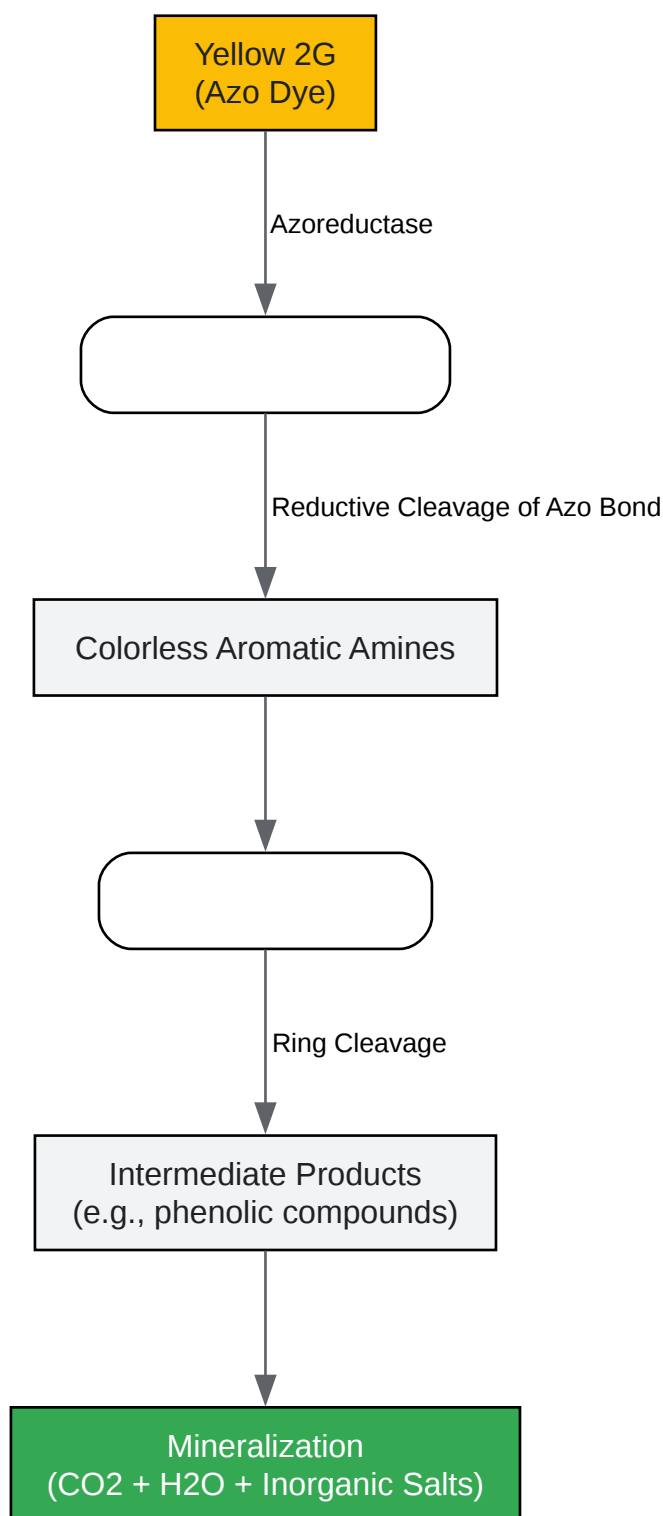 Yellow 2G
(Azo Dye)
Azoreductase
Reductive Cleavage of Azo Bond
Colorless Aromatic Amines
Ring Cleavage
Intermediate Products
(e.g., phenolic compounds)
Mineralization
(CO2 + H2O + Inorganic Salts)